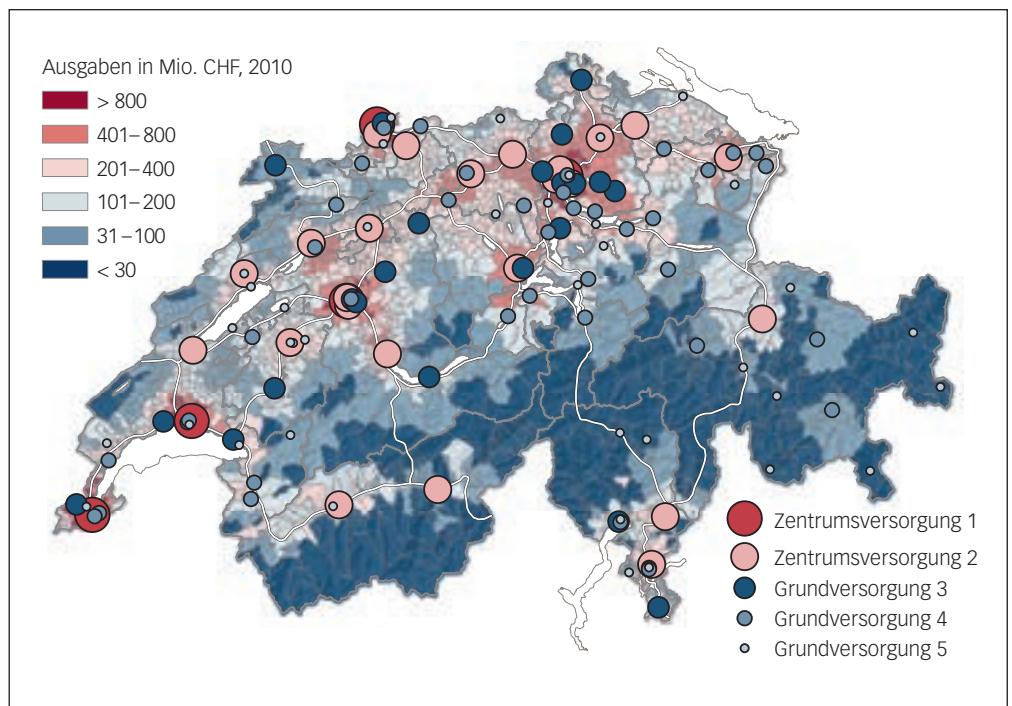 Ausgaben in Mio. CHF, 2010
> 800
401–800
201–400
101–200
31–100
< 30
Zentrumsversorgung 1
Zentrumsversorgung 2
Grundversorgung 3
Grundversorgung 4
Grundversorgung 5